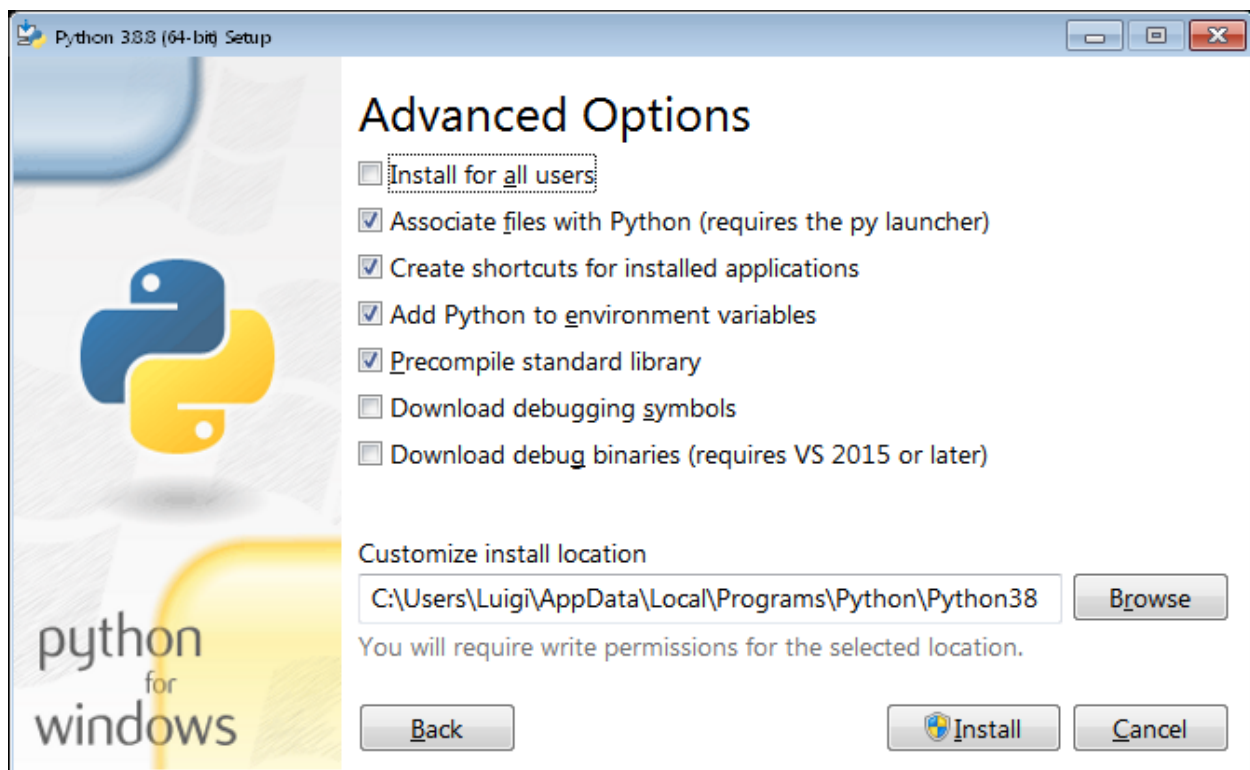 Python 3.8.8 (64-bit) Setup
Advanced Options
Install for all users
Associate files with Python (requires the py launcher)
Create shortcuts for installed applications
Add Python to environment variables
Precompile standard library
Download debugging symbols
Download debug binaries (requires VS 2015 or later)
Customize install location
C:\Users\Luigi\AppData\Local\Programs\Python\Python38
Browse
You will require write permissions for the selected location.
python
for
windows
Back
Install
Cancel